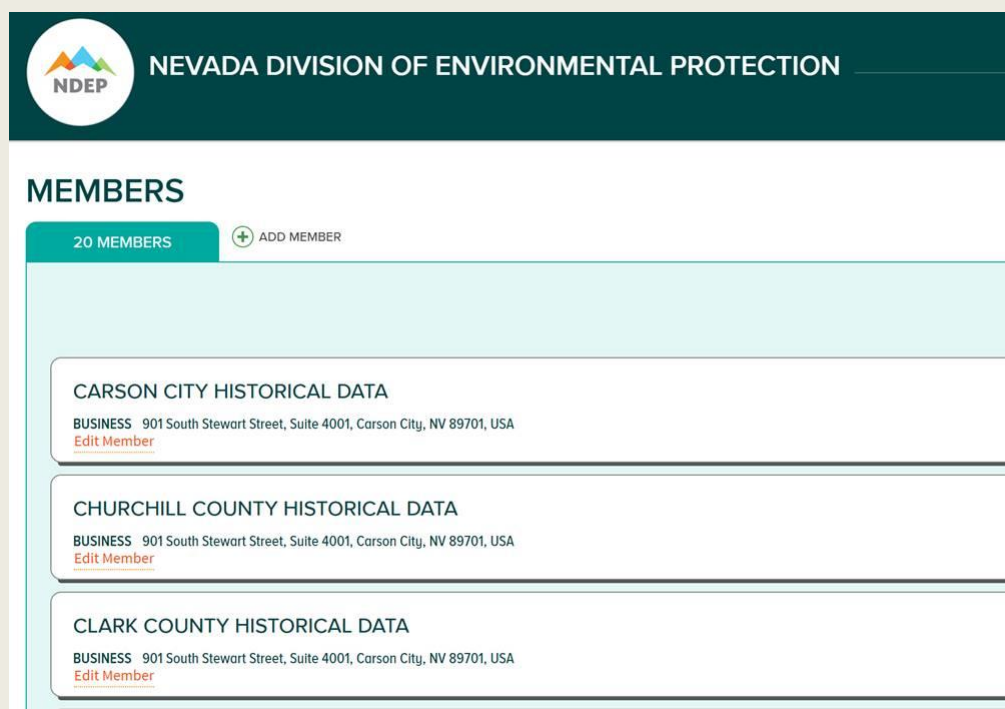 NDEP
NEVADA DIVISION OF ENVIRONMENTAL PROTECTION
MEMBERS
20 MEMBERS
ADD MEMBER
CARSON CITY HISTORICAL DATA
BUSINESS 901 South Stewart Street, Suite 4001, Carson City, NV 89701, USA
Edit Member
CHURCHILL COUNTY HISTORICAL DATA
BUSINESS 901 South Stewart Street, Suite 4001, Carson City, NV 89701, USA
Edit Member
CLARK COUNTY HISTORICAL DATA
BUSINESS 901 South Stewart Street, Suite 4001, Carson City, NV 89701, USA
Edit Member